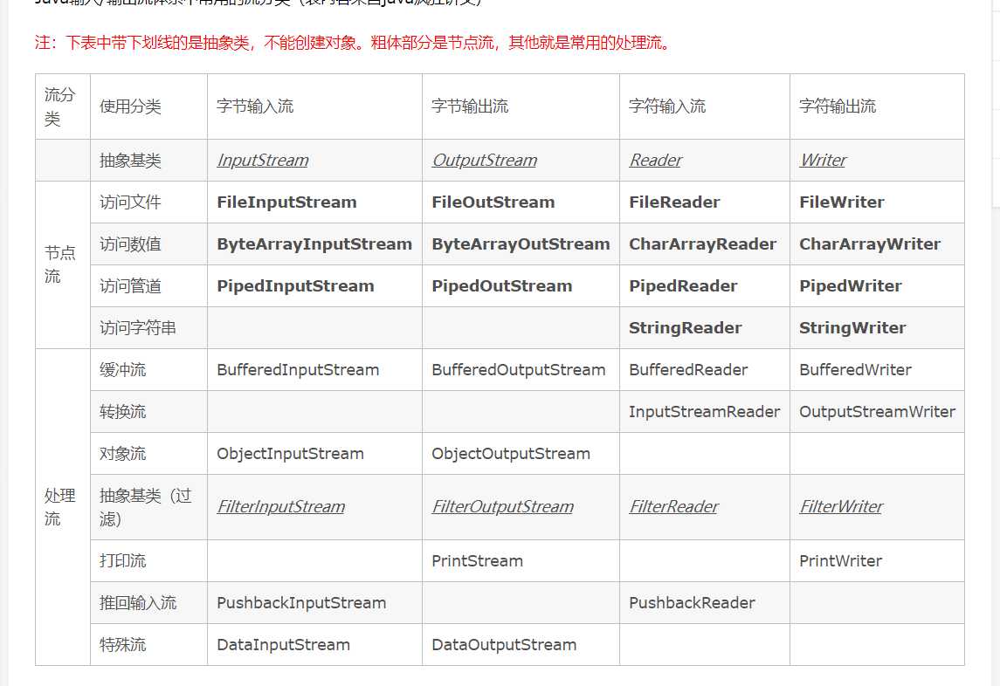 Java输入/输出流体系中常用的流分类（表内容来自java疯狂讲义）
注：下表中带下划线的是抽象类，不能创建对象。粗体部分是节点流，其他就是常用的处理流。
流分类 使用分类 字节输入流 字节输出流 字符输入流 字符输出流
抽象基类 InputStream OutputStream Reader Writer
节点流 访问文件 FileInputStream FileOutStream FileReader FileWriter
访问数值 ByteArrayInputStream ByteArrayOutStream CharArrayReader CharArrayWriter
访问管道 PipedInputStream PipedOutStream PipedReader PipedWriter
访问字符串 StringReader StringWriter
处理流 缓冲流 BufferedInputStream BufferedOutputStream BufferedReader BufferedWriter
转换流 InputStreamReader OutputStreamWriter
对象流 ObjectInputStream ObjectOutputStream
抽象基类（过滤） FilterInputStream FilterOutputStream FilterReader FilterWriter
打印流 PrintStream PrintWriter
推回输入流 PushbackInputStream PushbackReader
特殊流 DataInputStream DataOutputStream